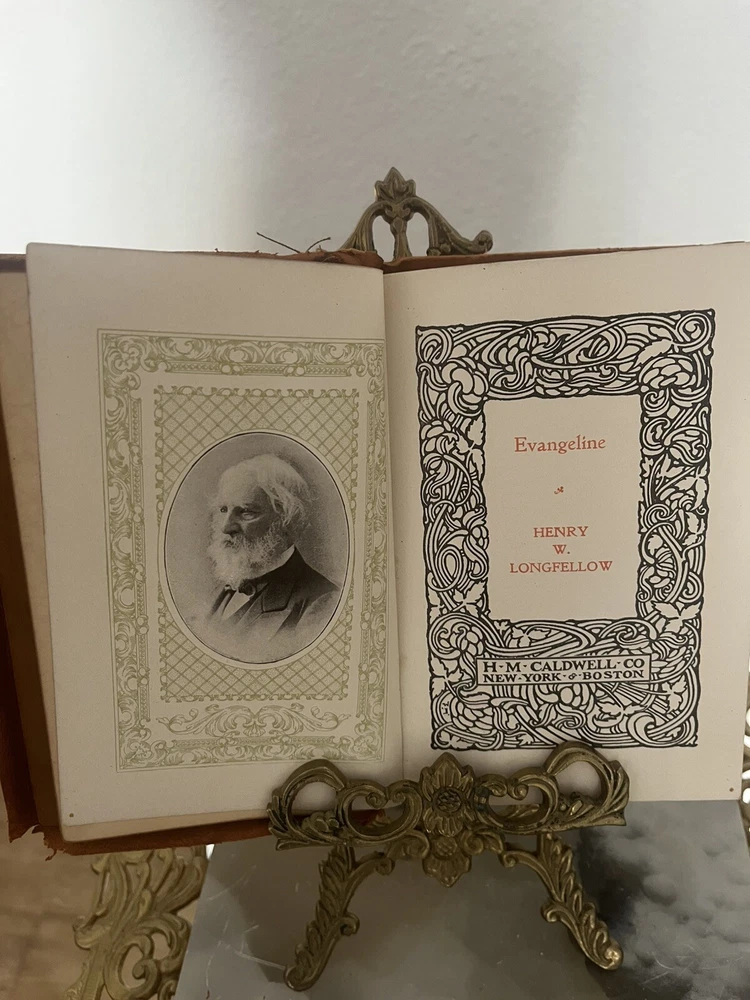 Evangeline
HENRY
W.
LONGFELLOW
H·M·CALDWELL·CO
NEW·YORK·&·BOSTON